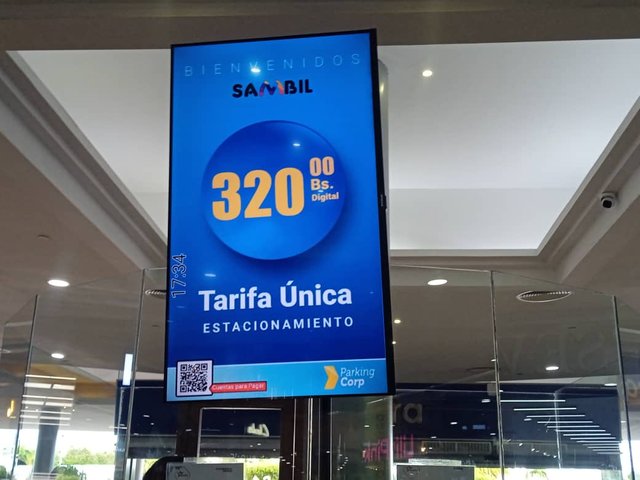 BIENVENIDOS
SAMBIL
320 00
Bs.
Digital
17:34
Tarifa Única
ESTACIONAMIENTO
Cuentas para Pagar
Parking
Corp